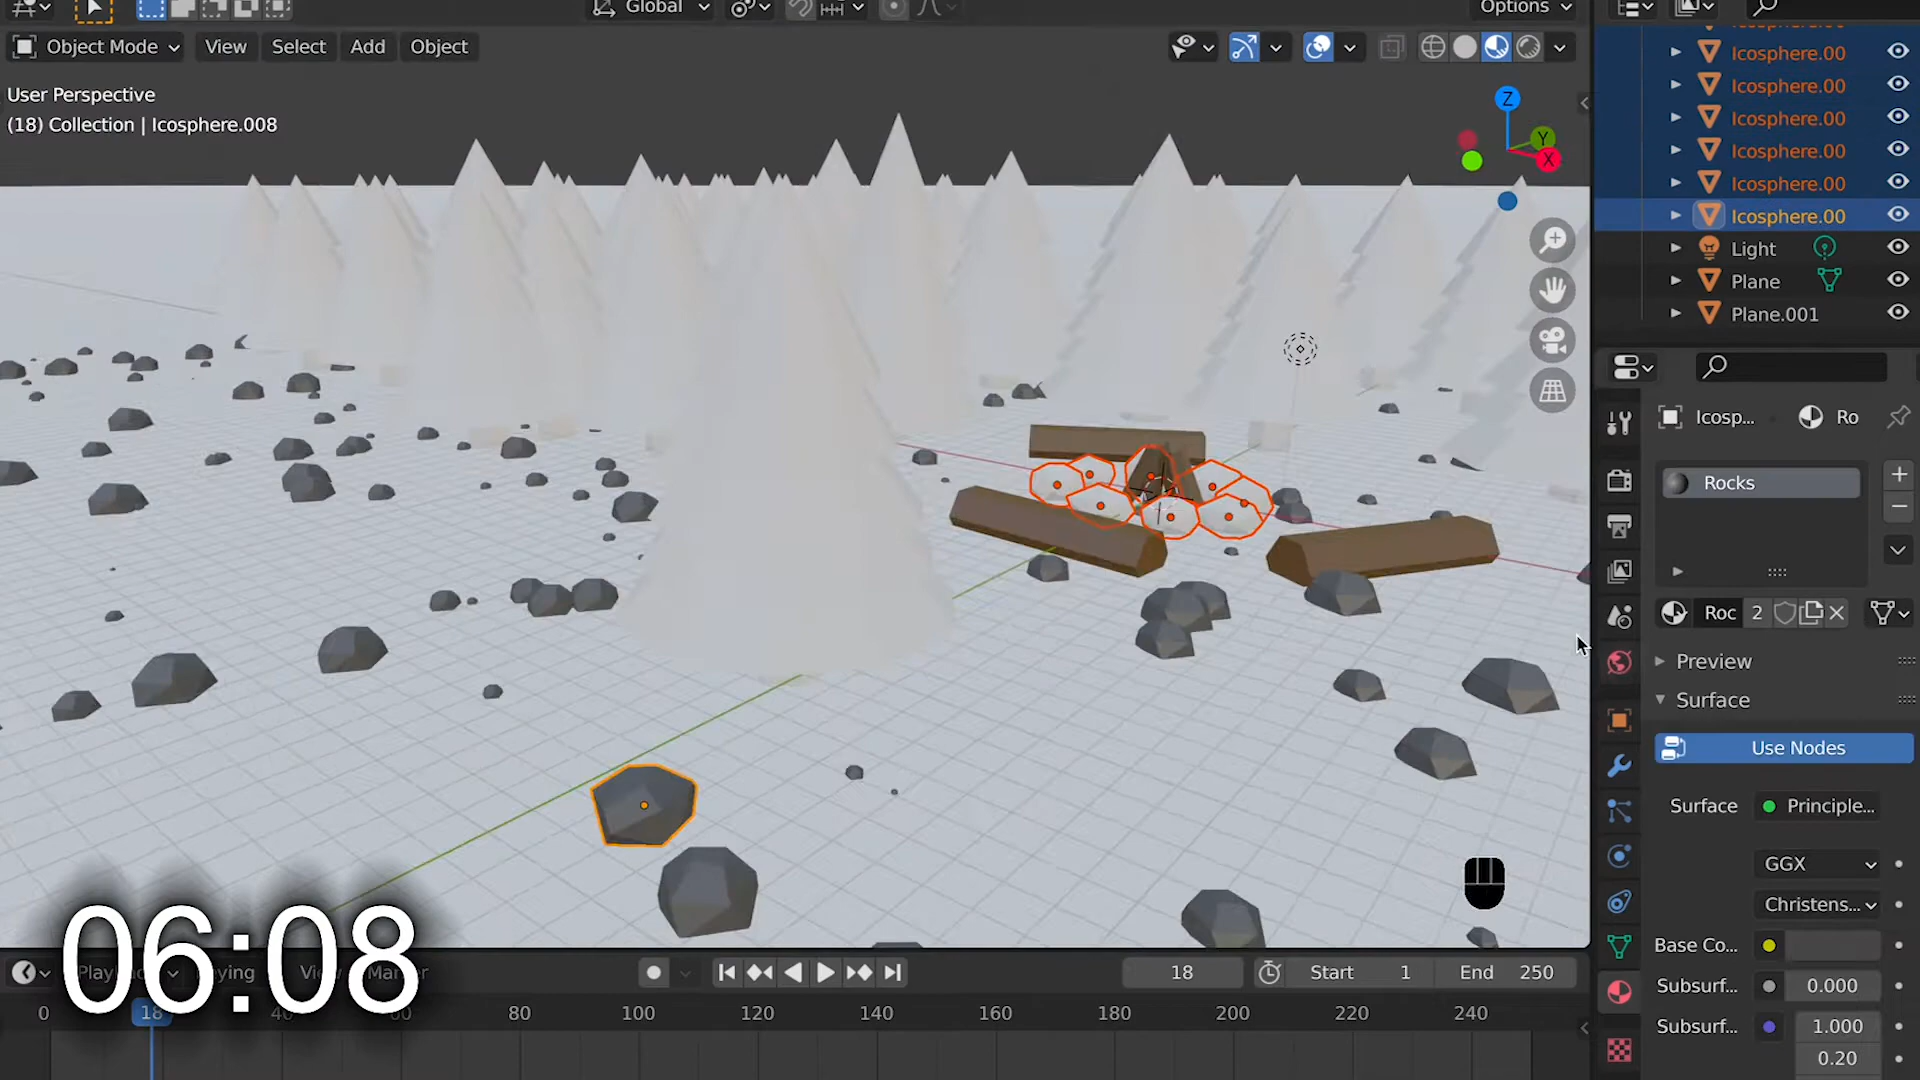 Global
Options
Object Mode View Select Add Object
User Perspective
(18) Collection | Icosphere.008
Z
Y
X
Icosphere.00
Icosphere.00
Icosphere.00
Icosphere.00
Icosphere.00
Icosphere.00
Light
Plane
Plane.001
Icosp... Ro
Rocks
Roc 2
Preview
Surface
Use Nodes
Surface Principle...
GGX
Christens...
Base Co...
Subsurf... 0.000
Subsurf... 1.000
0.20
06:08
18 Start 1 End 250
0 18 40 60 80 100 120 140 160 180 200 220 240